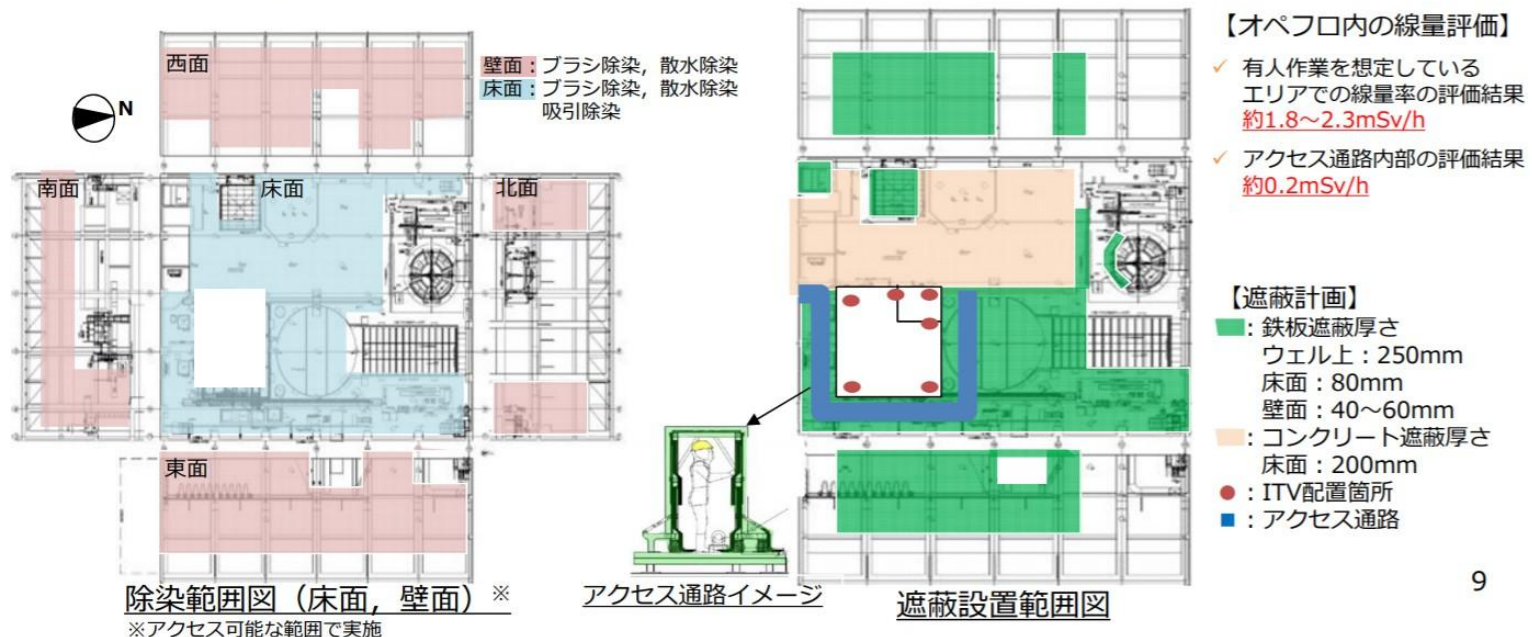 西面
壁面：ブラシ除染，散水除染
床面：ブラシ除染，散水除染
吸引除染
N
南面
床面
北面
東面
除染範囲図（床面，壁面）※
※アクセス可能な範囲で実施
アクセス通路イメージ
遮蔽設置範囲図
【オペフロ内の線量評価】
✓ 有人作業を想定している
エリアでの線量率の評価結果
約1.8～2.3mSv/h
✓ アクセス通路内部の評価結果
約0.2mSv/h
【遮蔽計画】
：鉄板遮蔽厚さ
ウェル上：250mm
床面：80mm
壁面：40～60mm
：コンクリート遮蔽厚さ
床面：200mm
：ITV配置箇所
：アクセス通路
9